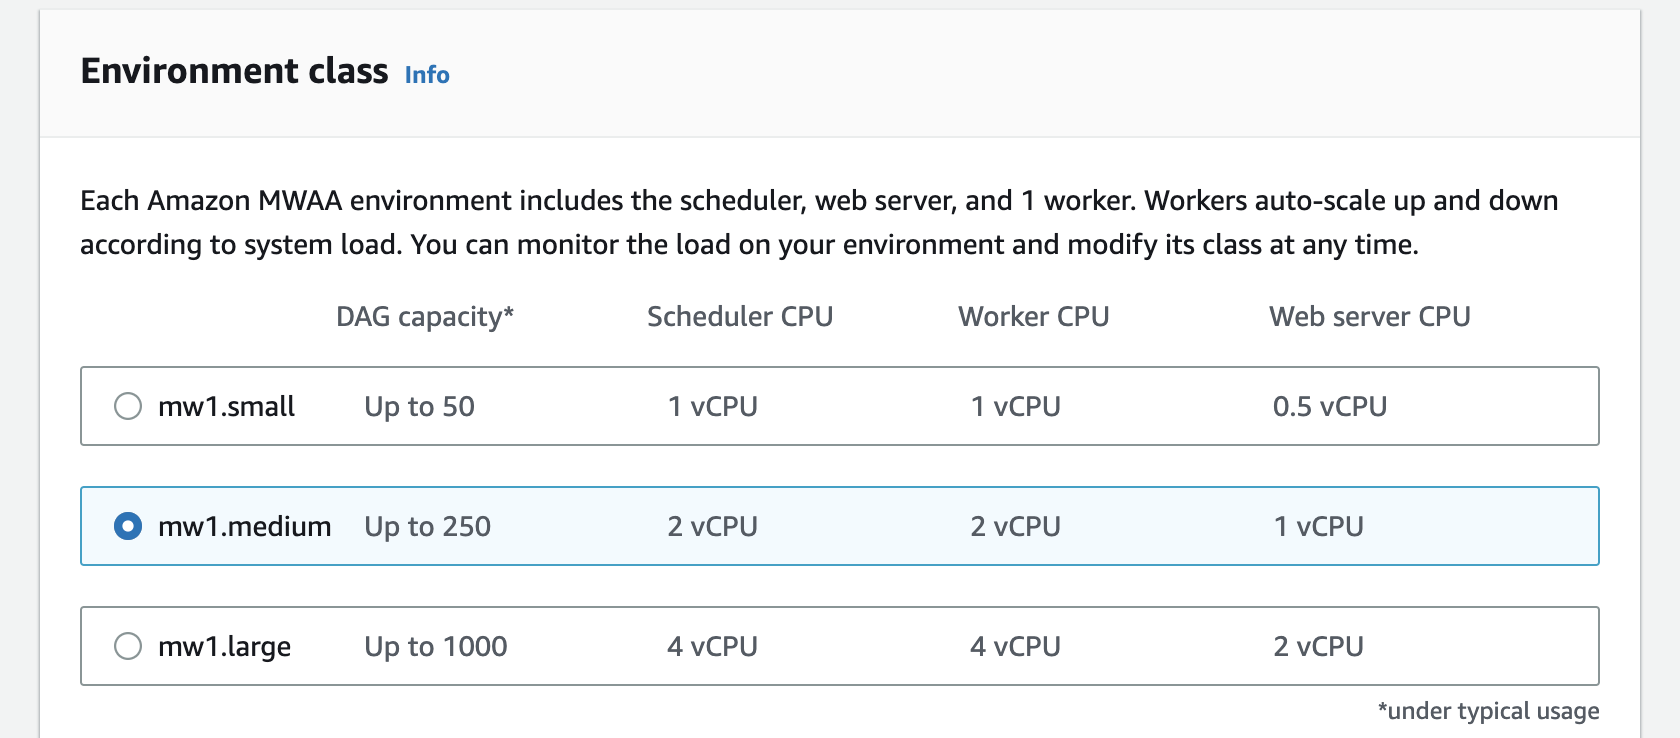 Environment class Info
Each Amazon MWAA environment includes the scheduler, web server, and 1 worker. Workers auto-scale up and down
according to system load. You can monitor the load on your environment and modify its class at any time.
DAG capacity* Scheduler CPU Worker CPU Web server CPU
mw1.small Up to 50 1 vCPU 1 vCPU 0.5 vCPU
mw1.medium Up to 250 2 vCPU 2 vCPU 1 vCPU
mw1.large Up to 1000 4 vCPU 4 vCPU 2 vCPU
*under typical usage